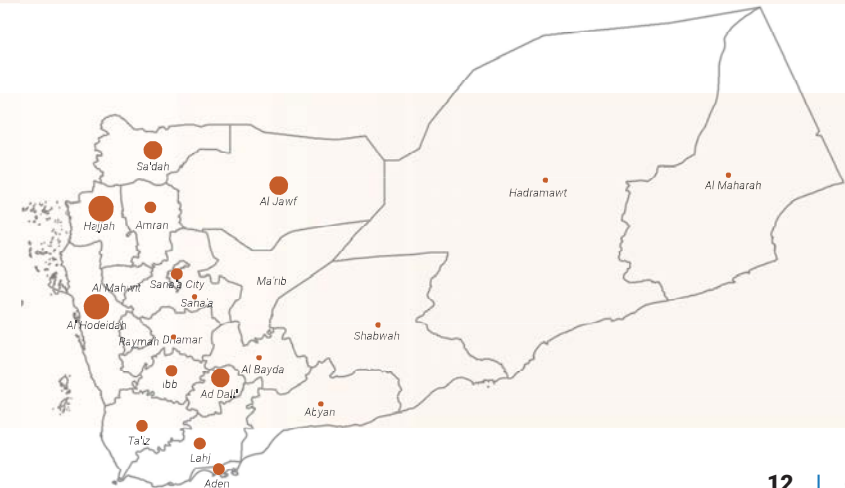 Sa'dah
Al Jawf
Hadramawt
Al Maharah
Hajjah
Amran
Al Mahwit
Sana'a City
Ma'rib
Sana'a
Al Hodeidah
Raymah
Dhamar
Shabwah
Al Bayda
Ibb
Ad Dali'
Abyan
Ta'iz
Lahj
Aden
12 |